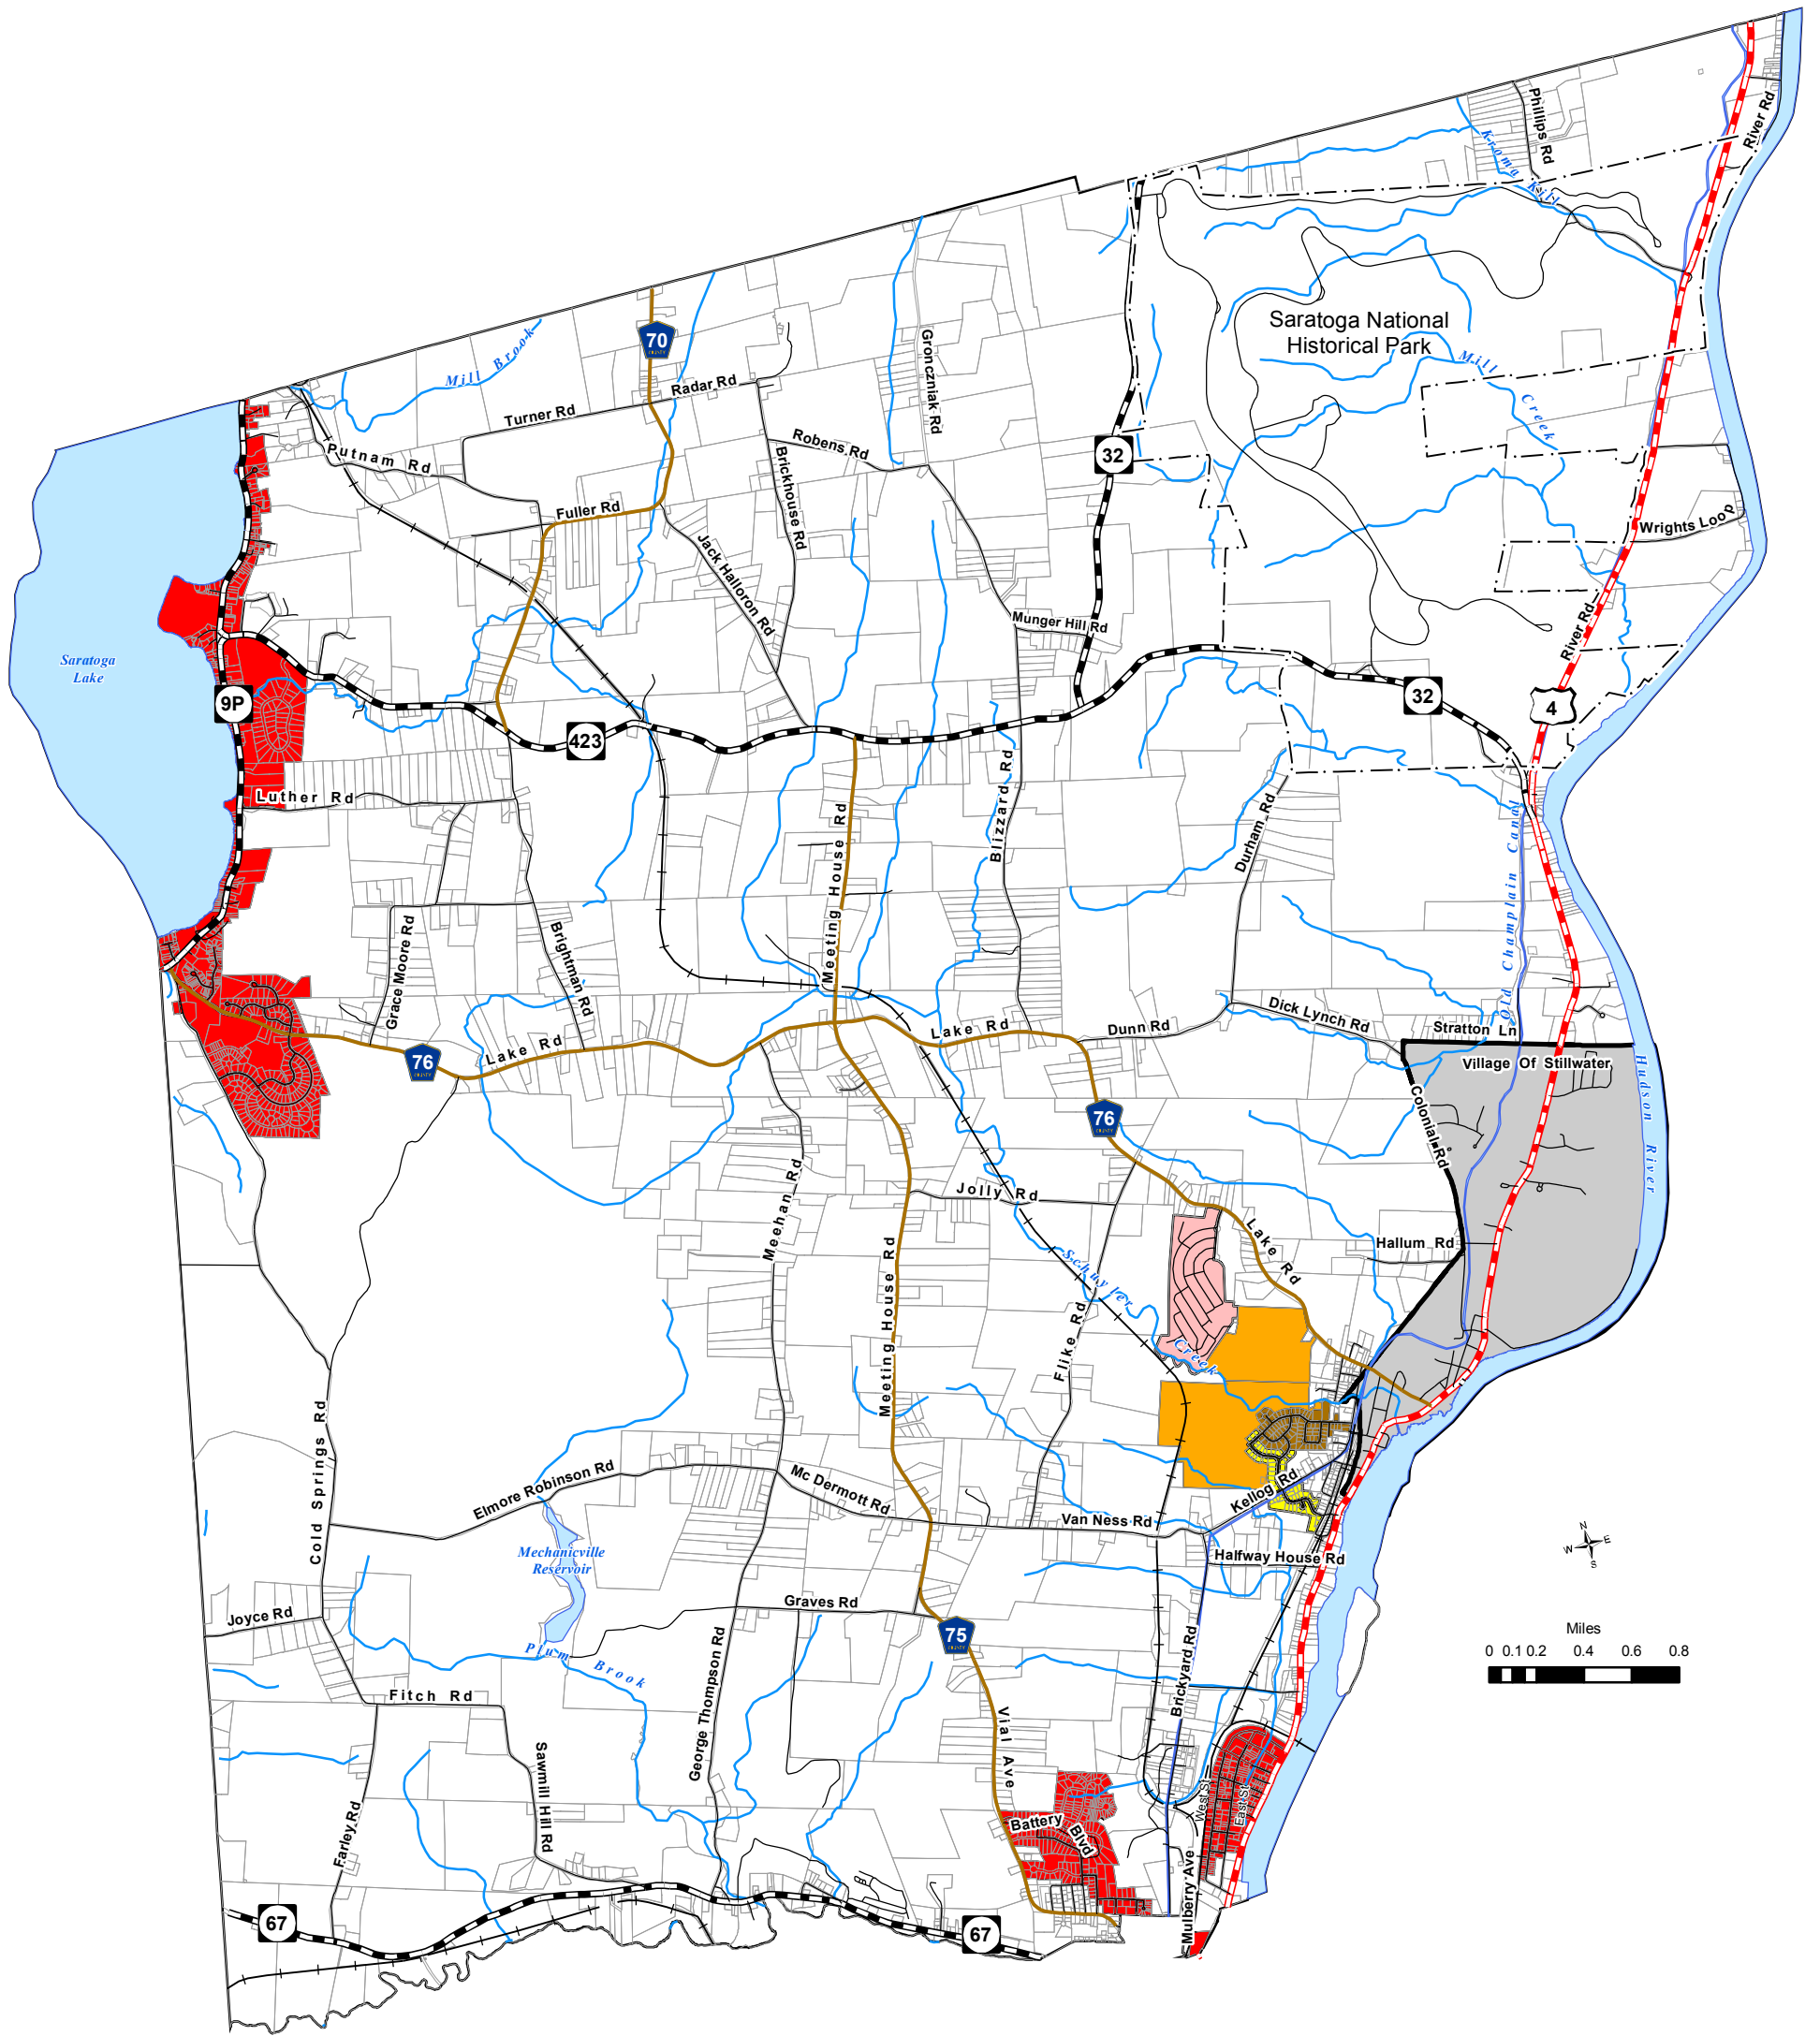 Phillips Rd
River Rd
Kroma Kill
Saratoga National
Historical Park
70
Mill Brook
Radar Rd
Turner Rd
Gronczniak Rd
Mill Creek
Putnam Rd
Robens Rd
32
Brickhouse Rd
Fuller Rd
Wrights Loop
Jack Halloron Rd
Munger Hill Rd
River Rd
Saratoga
Lake
9P
32
4
423
Luther Rd
Blizzard Rd
Meeting House Rd
Durham Rd
Old Champlain Canal
Grace Moore Rd
Brightman Rd
Meeting House Rd
Dick Lynch Rd
Lake Rd
Dunn Rd
Stratton Ln
Lake Rd
76
Village Of Stillwater
Hudson River
76
Colonial Rd
Jolly Rd
Meehan Rd
Lake Rd
Hallum Rd
Schuyler Creek
Meeting House Rd
Flike Rd
Cold Springs Rd
Elmore Robinson Rd
Mc Dermott Rd
Kellog Rd
Van Ness Rd
N
W
E
S
Mechanicville
Reservoir
Halfway House Rd
Graves Rd
Joyce Rd
75
Miles
0 0.1 0.2 0.4 0.6 0.8
Plum Brook
George Thompson Rd
Brickyard Rd
Fitch Rd
Vial Ave
Sawmill Hill Rd
West St
East St
Farley Rd
Battery Blvd
Mulberry Ave
67
67